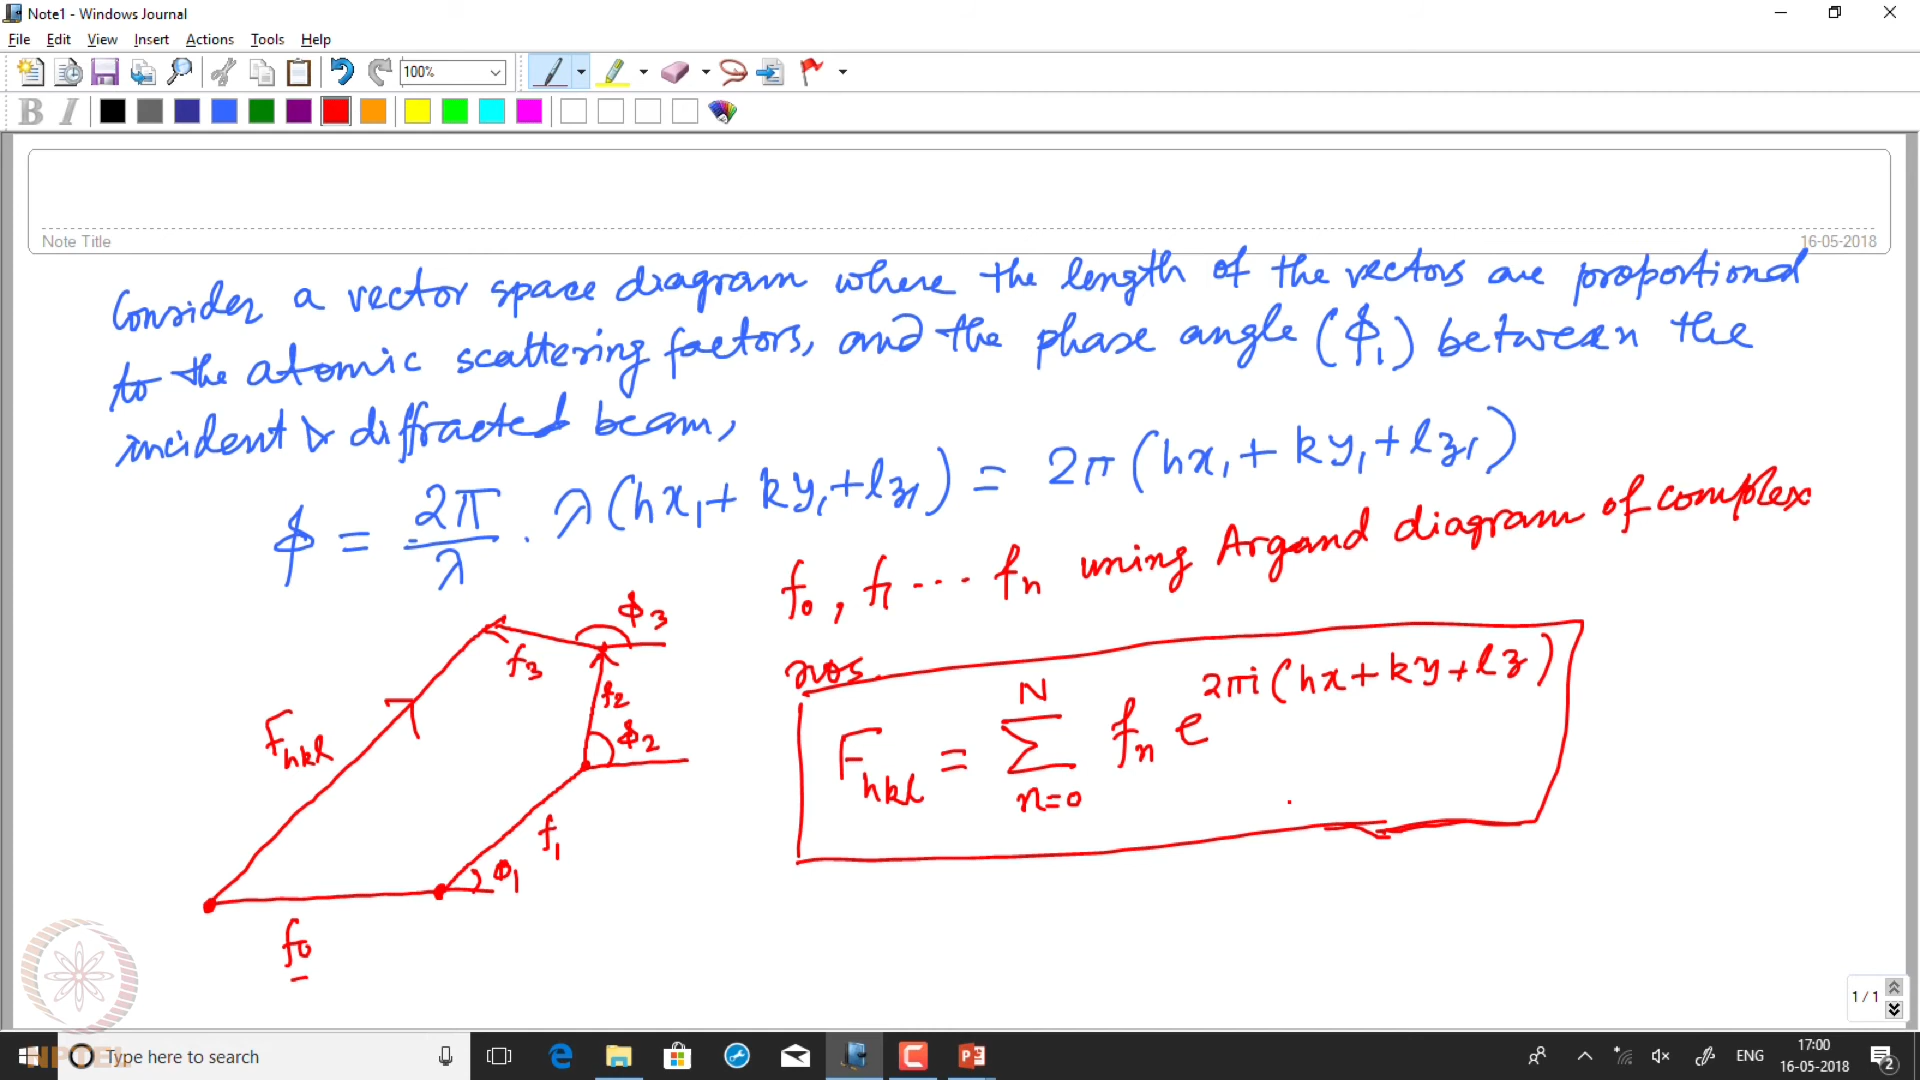 Note1 - Windows Journal
File Edit View Insert Actions Tools Help
100%
B I
Note Title
16-05-2018
Consider a vector space diagram where the length of the vectors are proportional
to the atomic scattering factors, and the phase angle (ϕ₁) between the
incident & diffracted beam,
ϕ = 2π/λ . λ(hx₁ + ky₁ + lz₁) = 2π(hx₁ + ky₁ + lz₁)
f₀, f₁ --- fₙ using Argand diagram of complex
nos.
F_hkl = Σ_{n=0}^{N} fₙ e^{2πi(hx+ky+lz)}
ϕ₃
f₃
f₂
F_hkl
ϕ₂
f₁
ϕ₁
f₀
1 / 1
NPTEL
Type here to search
ENG
17:00
16-05-2018
2